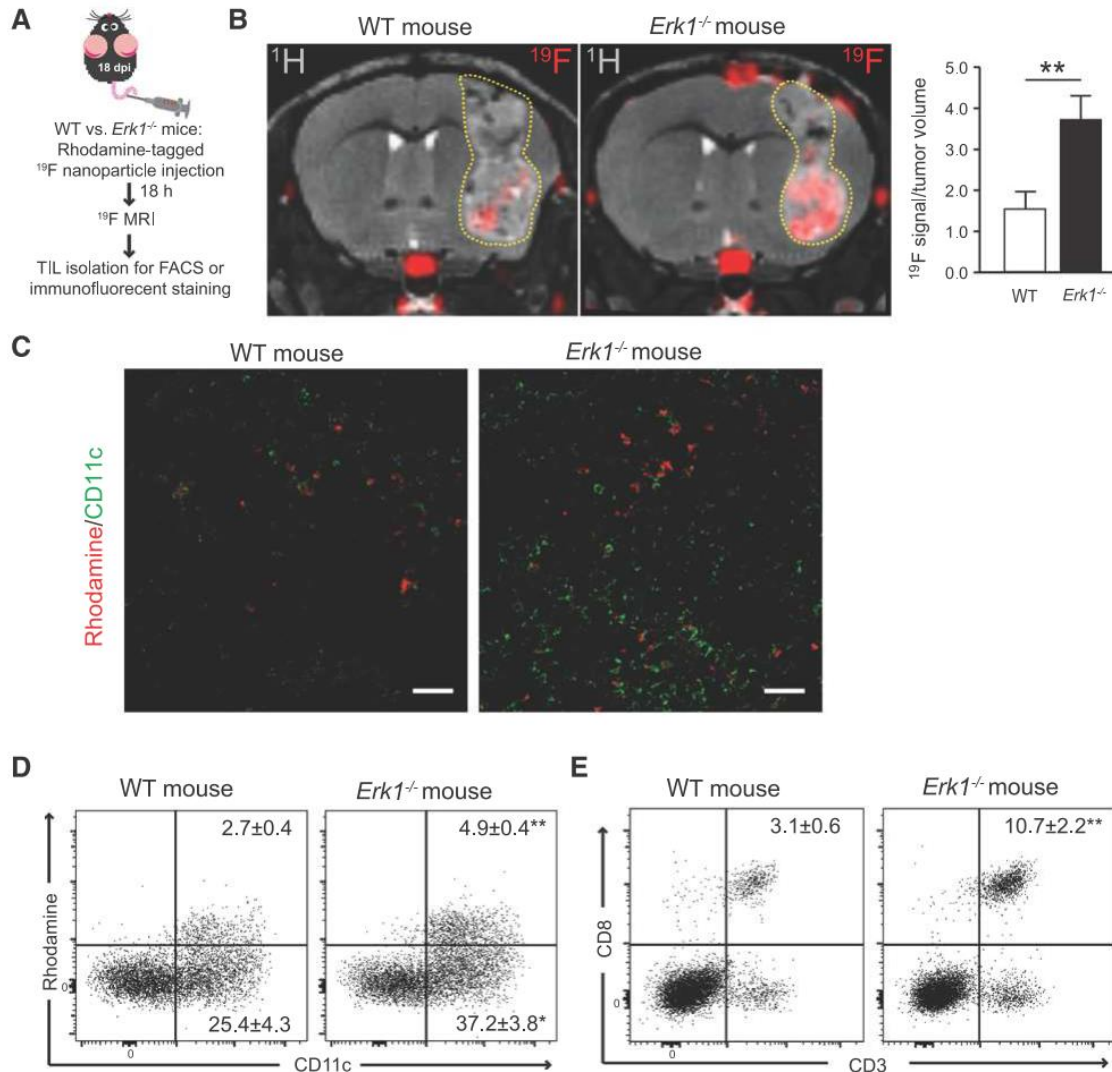 A
18 dpi
WT vs. Erk1-/- mice:
Rhodamine-tagged
19F nanoparticle injection
18 h
19F MRI
TIL isolation for FACS or
immunofluorecent staining
B
WT mouse
Erk1-/- mouse
1H
19F
1H
19F
19F signal/tumor volume
5.0
4.0
3.0
2.0
1.0
0.0
**
WT
Erk1-/-
C
WT mouse
Erk1-/- mouse
Rhodamine/CD11c
D
WT mouse
Erk1-/- mouse
Rhodamine
2.7±0.4
4.9±0.4**
0
25.4±4.3
37.2±3.8*
0
CD11c
E
WT mouse
Erk1-/- mouse
CD8
3.1±0.6
10.7±2.2**
0
0
CD3